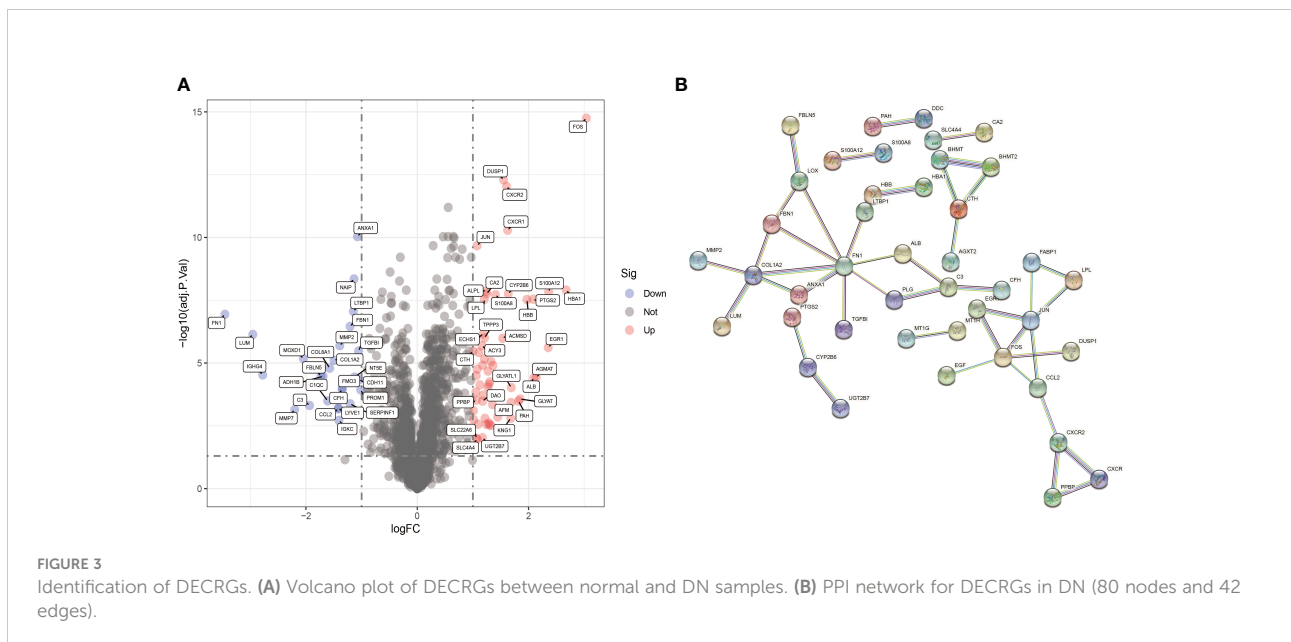 A
B
15
10
5
0
−2
0
2
−log10(adj.P.Val)
logFC
Sig
Down
Not
Up
FOS
DUSP1
CXCR2
CXCR1
JUN
ANXA1
NAIP
LTBP1
FBN1
MMP2
TGFBI
FN1
LUM
IGHG4
MOXD1
COL8A1
COL1A2
FBLN5
NT5E
ADH1B
FMO3
CDH11
C1QC
PROM1
C3
CFH
MMP7
CCL2
LYVE1
SERPINF1
IGKC
ALPL
CA2
CYP2B6
S100A12
LPL
S100A8
PTGS2
HBA1
HBB
TPPP3
ECHS1
ACMSD
EGR1
ACY3
CTH
AGMAT
GLYATL1
ALB
PPBP
DAO
GLYAT
AFM
PAH
KNG1
SLC22A6
SLC4A4
UGT2B7
FBLN5
PAH
DDC
SLC4A4
CA2
S100A12
S100A8
BHMT
BHMT2
LOX
HBB
HBA1
LTBP1
CTH
FBN1
MMP2
COL1A2
FN1
ALB
AGXT2
ANXA1
PLG
C3
CFH
FABP1
LPL
LUM
PTGS2
TGFBI
EGR
JUN
MT1G
MT1H
FOS
DUSP1
CYP2B6
EGF
CCL2
UGT2B7
CXCR2
CXCR
PPBP
FIGURE 3
Identification of DECRGs. (A) Volcano plot of DECRGs between normal and DN samples. (B) PPI network for DECRGs in DN (80 nodes and 42
edges).